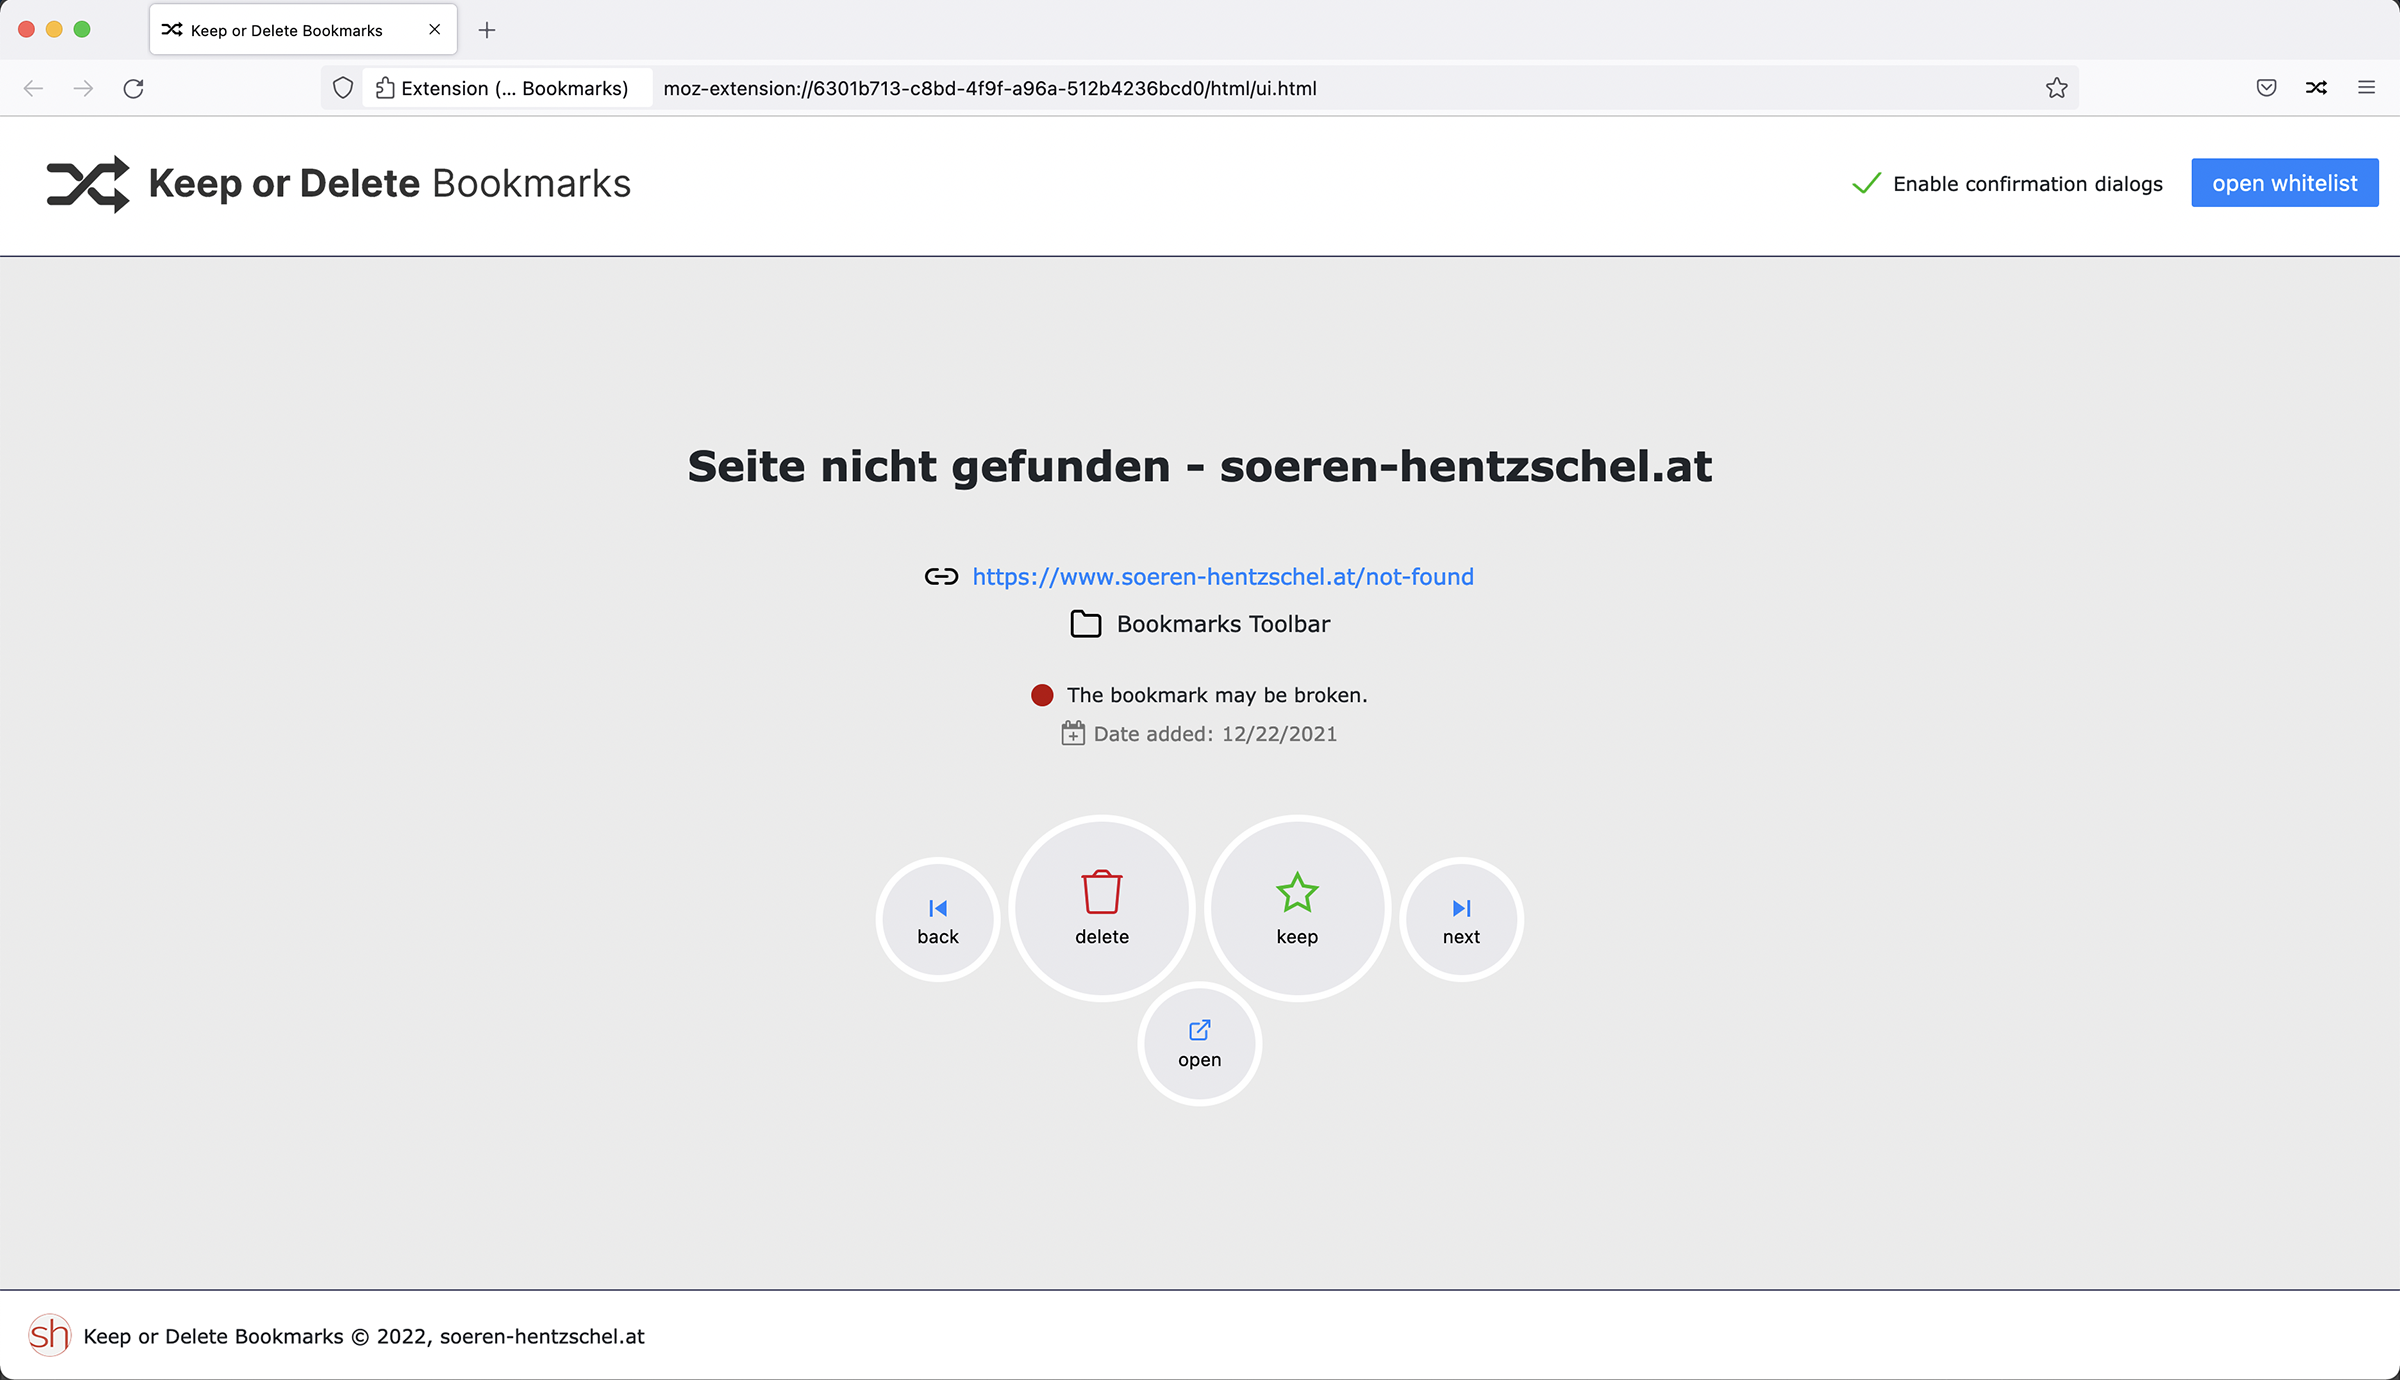 Keep or Delete Bookmarks
Extension (... Bookmarks) moz-extension://6301b713-c8bd-4f9f-a96a-512b4236bcd0/html/ui.html
Keep or Delete Bookmarks
Enable confirmation dialogs
open whitelist
Seite nicht gefunden - soeren-hentzschel.at
https://www.soeren-hentzschel.at/not-found
Bookmarks Toolbar
The bookmark may be broken.
Date added: 12/22/2021
back
delete
keep
next
open
sh
Keep or Delete Bookmarks © 2022, soeren-hentzschel.at